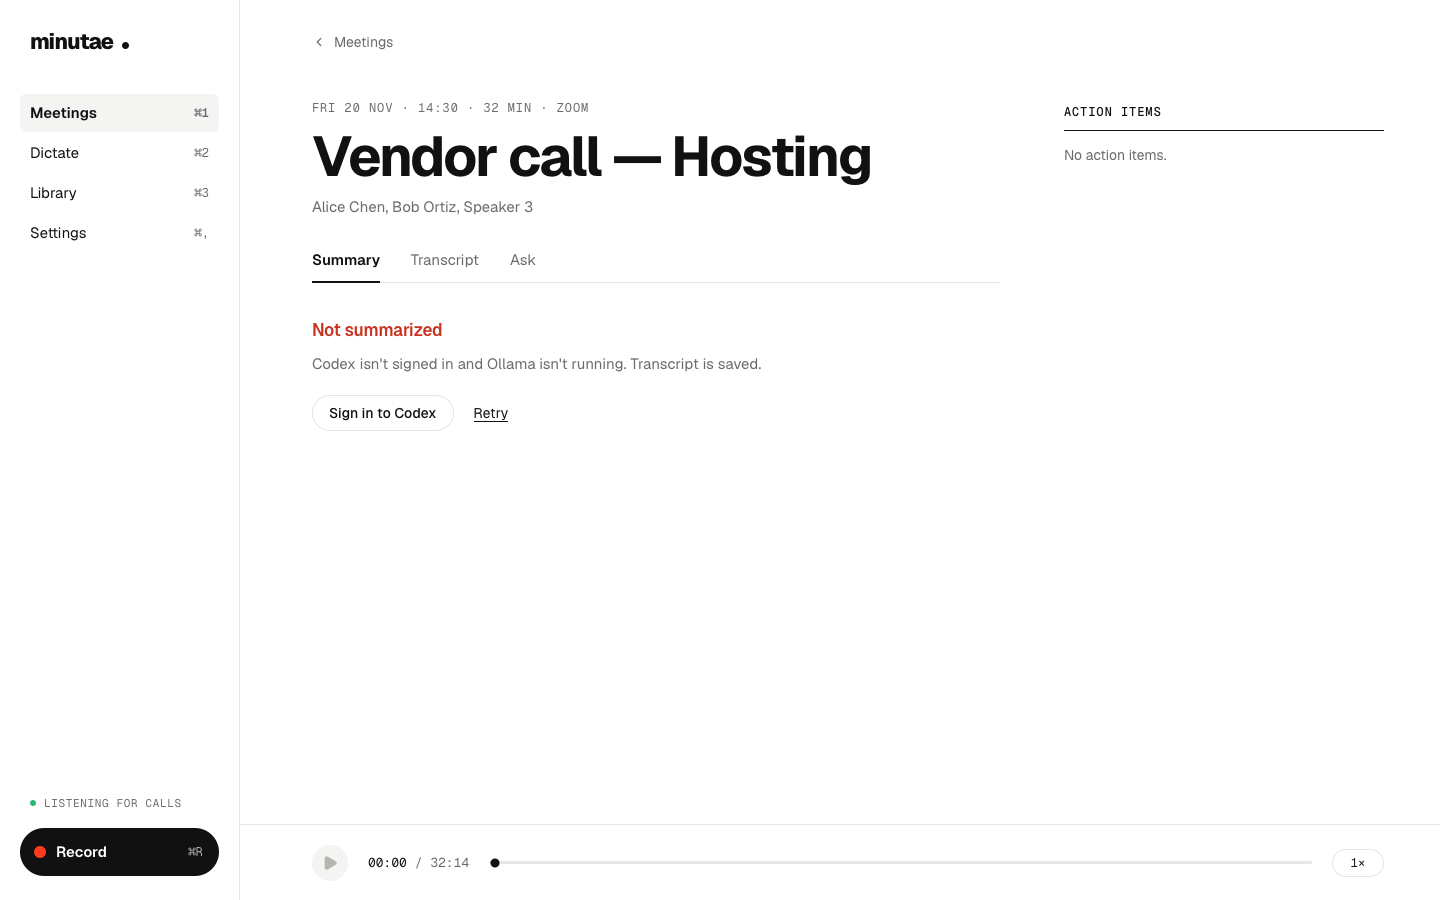 minutae
Meetings ⌘1
Dictate ⌘2
Library ⌘3
Settings ⌘,
LISTENING FOR CALLS
Record ⌘R
Meetings
FRI 20 NOV · 14:30 · 32 MIN · ZOOM
Vendor call — Hosting
Alice Chen, Bob Ortiz, Speaker 3
Summary Transcript Ask
Not summarized
Codex isn't signed in and Ollama isn't running. Transcript is saved.
Sign in to Codex Retry
ACTION ITEMS
No action items.
00:00 / 32:14 1×